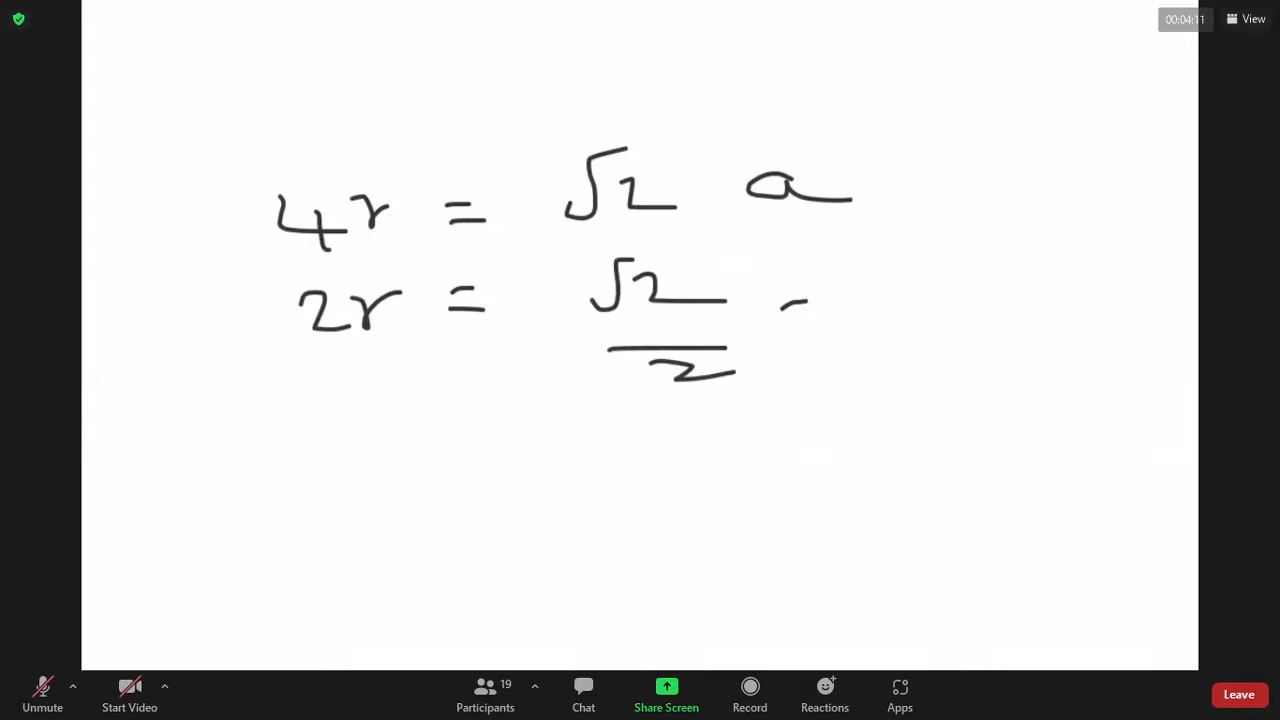 00:04:11 View
4r = √2 a
2r = √2
2
Unmute Start Video Participants 19 Chat Share Screen Record Reactions Apps Leave